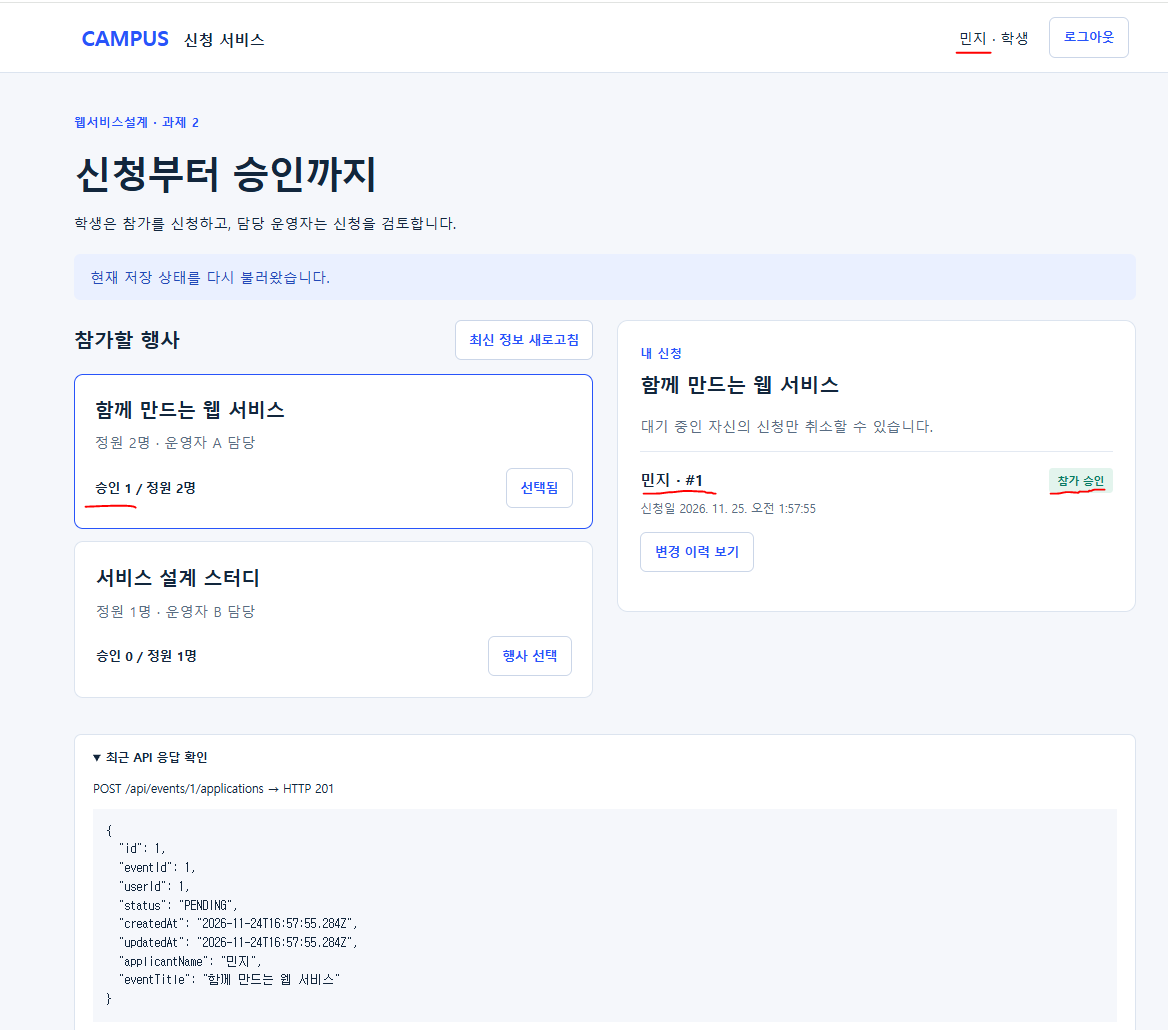 CAMPUS 신청 서비스
민지 · 학생
로그아웃
웹서비스설계 · 과제 2
신청부터 승인까지
학생은 참가를 신청하고, 담당 운영자는 신청을 검토합니다.
현재 저장 상태를 다시 불러왔습니다.
참가할 행사
최신 정보 새로고침
함께 만드는 웹 서비스
정원 2명 · 운영자 A 담당
승인 1 / 정원 2명
선택됨
서비스 설계 스터디
정원 1명 · 운영자 B 담당
승인 0 / 정원 1명
행사 선택
내 신청
함께 만드는 웹 서비스
대기 중인 자신의 신청만 취소할 수 있습니다.
민지 · #1
참가 승인
신청일 2026. 11. 25. 오전 1:57:55
변경 이력 보기
▼ 최근 API 응답 확인
POST /api/events/1/applications → HTTP 201
{
"id": 1,
"eventId": 1,
"userId": 1,
"status": "PENDING",
"createdAt": "2026-11-24T16:57:55.284Z",
"updatedAt": "2026-11-24T16:57:55.284Z",
"applicantName": "민지",
"eventTitle": "함께 만드는 웹 서비스"
}